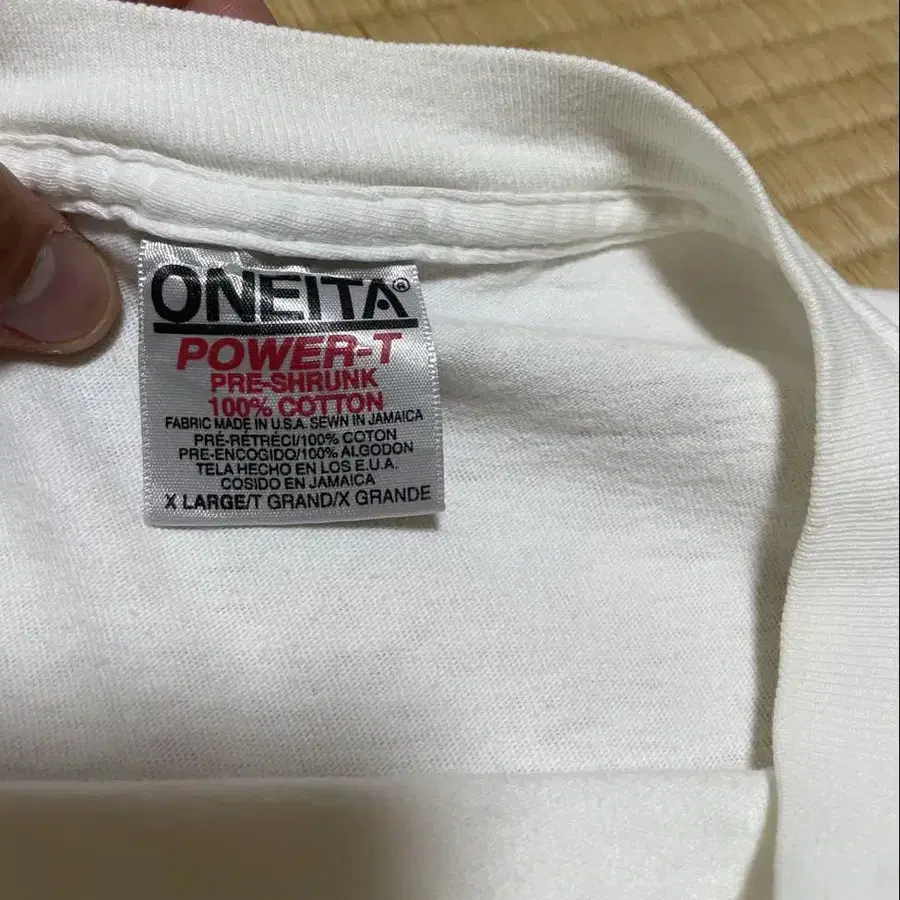 ONEITA®
POWER-T
PRE-SHRUNK
100% COTTON
FABRIC MADE IN U.S.A. SEWN IN JAMAICA
PRÉ-RÉTRÉCI/100% COTON
PRE-ENCOGIDO/100% ALGODON
TELA HECHO EN LOS E.U.A.
COSIDO EN JAMAICA
X LARGE/T GRAND/X GRANDE